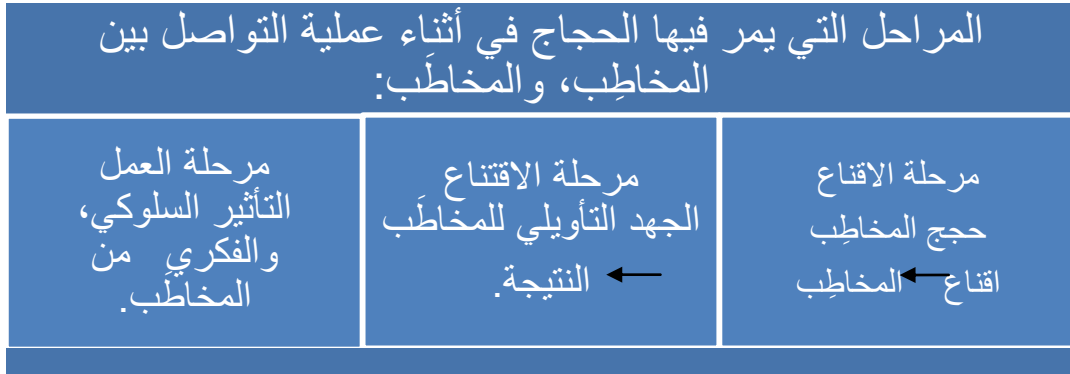 المراحل التي يمر فيها الحجاج في أثناء عملية التواصل بين
المخاطِب، والمخاطَب:
مرحلة الاقناع
حجج المخاطِب
اقناع ← المخاطِب
مرحلة الاقتناع
الجهد التأويلي للمخاطَب
← النتيجة.
مرحلة العمل
التأثير السلوكي،
والفكري من
المخاطَب.